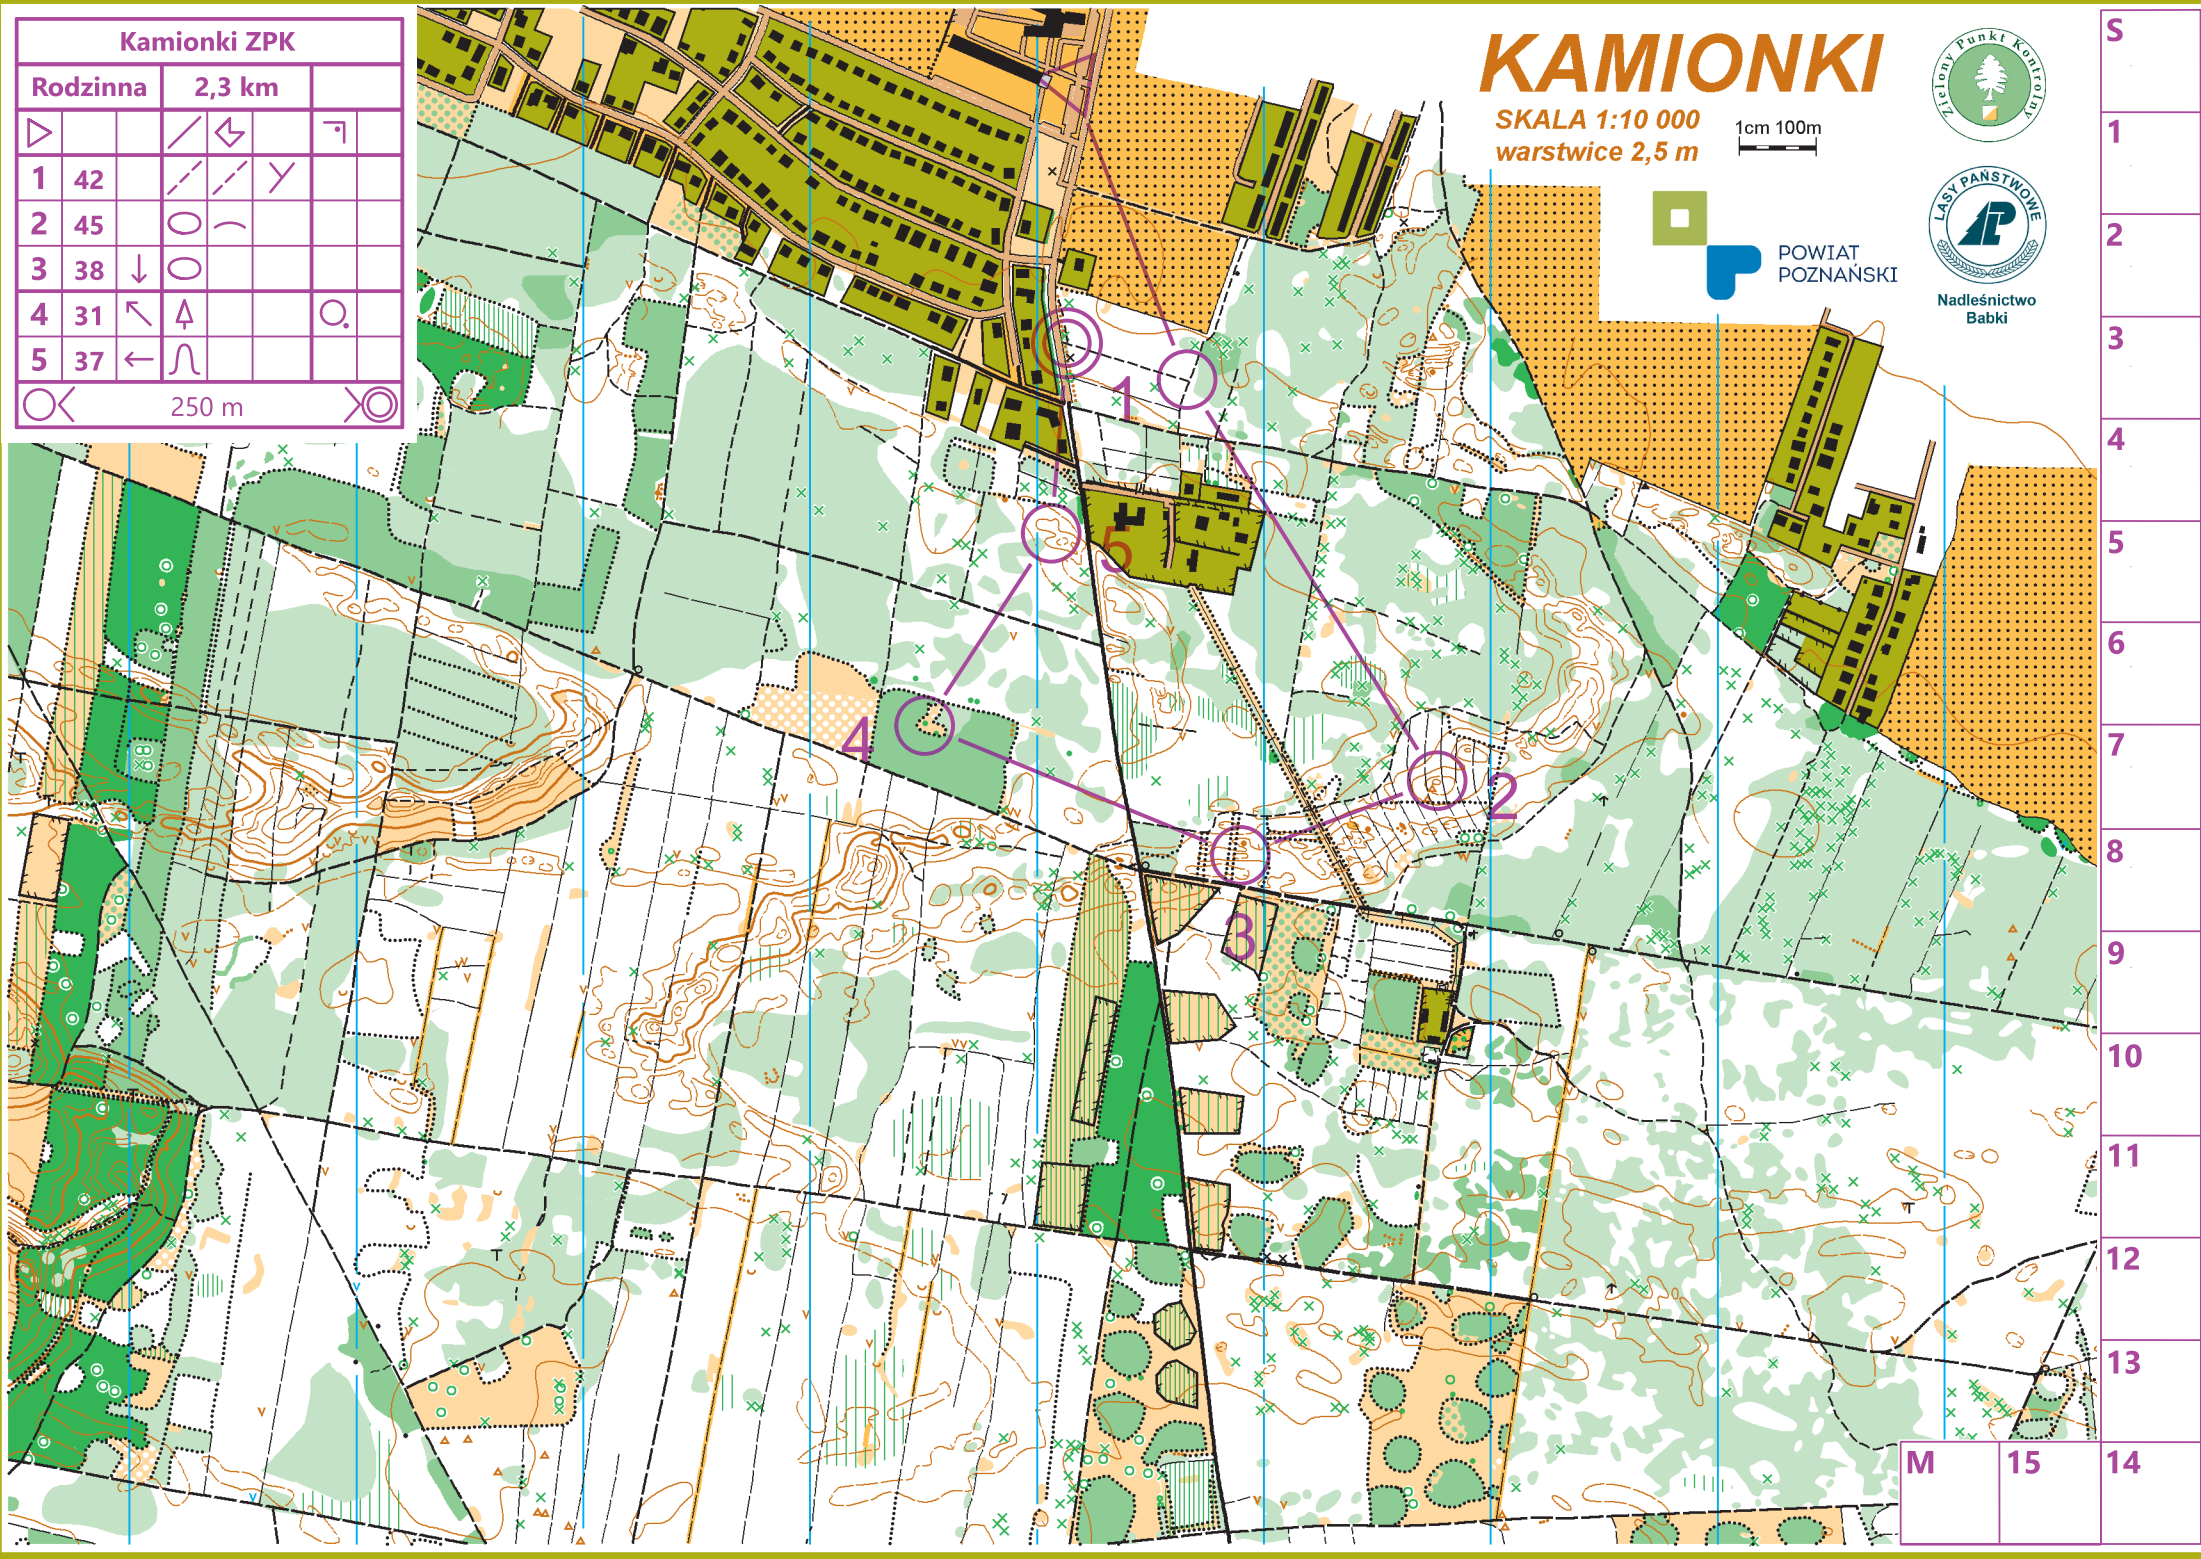 Kamionki ZPK
Rodzinna 2,3 km
1 42
2 45
3 38
4 31
5 37
250 m
KAMIONKI
SKALA 1:10 000
warstwice 2,5 m
1cm 100m
Zielony Punkt Kontrolny
LASY PAŃSTWOWE
LP
Nadleśnictwo
Babki
POWIAT
POZNAŃSKI
1
2
3
4
5
S
1
2
3
4
5
6
7
8
9
10
11
12
13
M 15 14